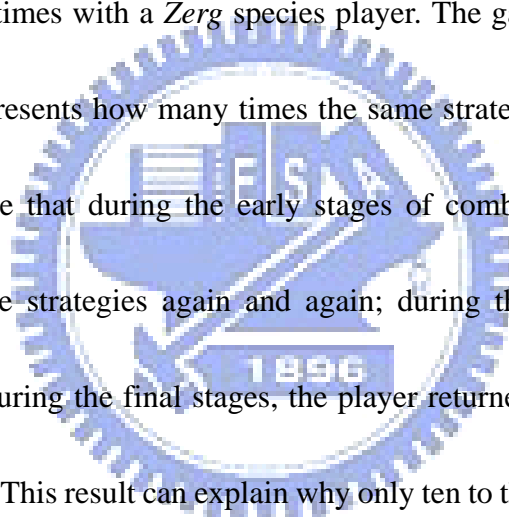 times with a Zerg species player. The ga
resents how many times the same strate
e that during the early stages of comb
e strategies again and again; during th
uring the final stages, the player returne
This result can explain why only ten to t
E S A
1896